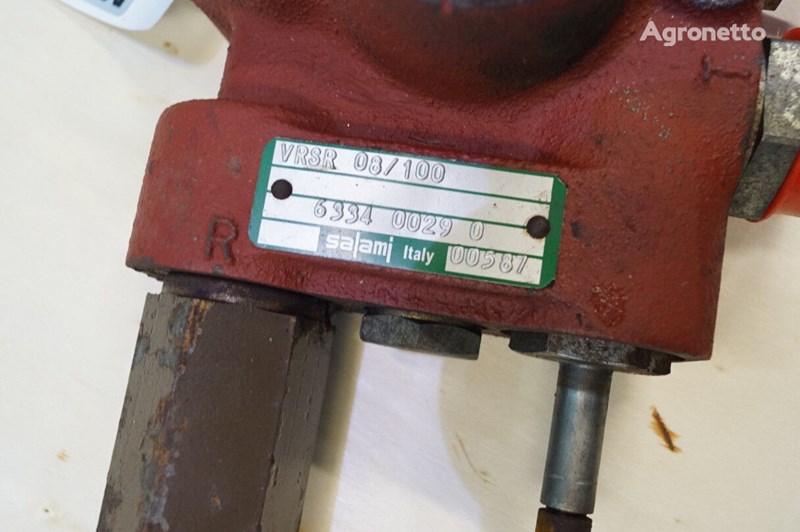 Agronetto
VRSR 08/100
6334 0029 0
salami Italy 00587
R